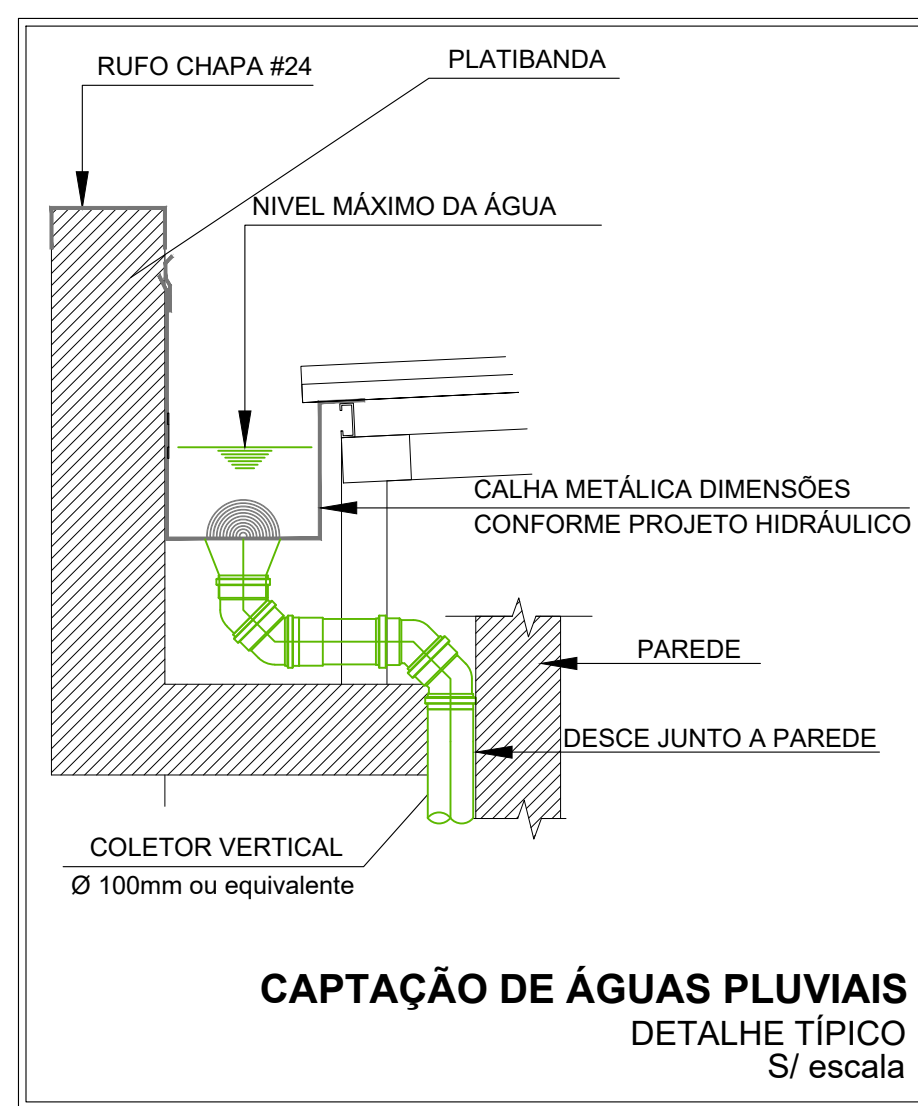 RUFO CHAPA #24
PLATIBANDA
NIVEL MÁXIMO DA ÁGUA
CALHA METÁLICA DIMENSÕES
CONFORME PROJETO HIDRÁULICO
PAREDE
DESCE JUNTO A PAREDE
COLETOR VERTICAL
Ø 100mm ou equivalente
CAPTAÇÃO DE ÁGUAS PLUVIAIS
DETALHE TÍPICO
S/ escala